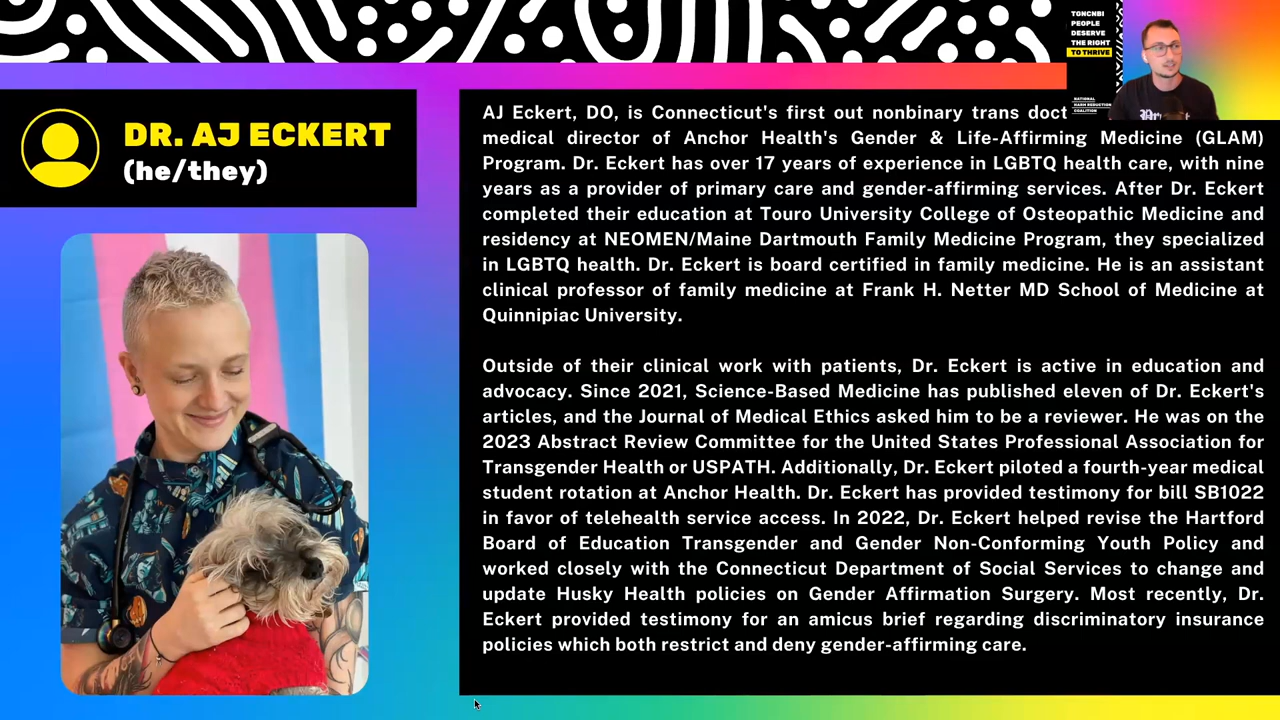 TGNCNBI
PEOPLE
DESERVE
THE RIGHT
TO THRIVE
NATIONAL
HARM REDUCTION
COALITION
DR. AJ ECKERT
(he/they)
AJ Eckert, DO, is Connecticut's first out nonbinary trans doct
medical director of Anchor Health's Gender & Life-Affirming Medicine (GLAM)
Program. Dr. Eckert has over 17 years of experience in LGBTQ health care, with nine
years as a provider of primary care and gender-affirming services. After Dr. Eckert
completed their education at Touro University College of Osteopathic Medicine and
residency at NEOMEN/Maine Dartmouth Family Medicine Program, they specialized
in LGBTQ health. Dr. Eckert is board certified in family medicine. He is an assistant
clinical professor of family medicine at Frank H. Netter MD School of Medicine at
Quinnipiac University.
Outside of their clinical work with patients, Dr. Eckert is active in education and
advocacy. Since 2021, Science-Based Medicine has published eleven of Dr. Eckert's
articles, and the Journal of Medical Ethics asked him to be a reviewer. He was on the
2023 Abstract Review Committee for the United States Professional Association for
Transgender Health or USPATH. Additionally, Dr. Eckert piloted a fourth-year medical
student rotation at Anchor Health. Dr. Eckert has provided testimony for bill SB1022
in favor of telehealth service access. In 2022, Dr. Eckert helped revise the Hartford
Board of Education Transgender and Gender Non-Conforming Youth Policy and
worked closely with the Connecticut Department of Social Services to change and
update Husky Health policies on Gender Affirmation Surgery. Most recently, Dr.
Eckert provided testimony for an amicus brief regarding discriminatory insurance
policies which both restrict and deny gender-affirming care.